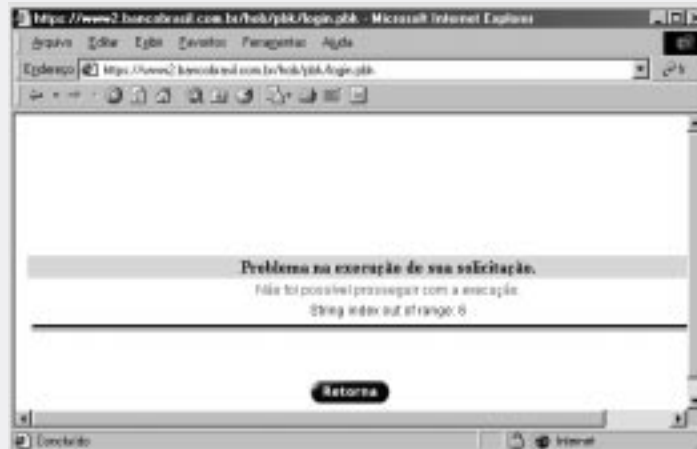 https://www2.bancobrasil.com.br/hob/pbk/login.pbk - Microsoft Internet Explorer
Arquivo Editar Exibir Favoritos Ferramentas Ajuda
Endereço https://www2.bancobrasil.com.br/hob/pbk/login.pbk
Problema na execução de sua solicitação.
Não foi possível prosseguir com a execução.
String index out of range: 6
Retorna
Concluído Internet